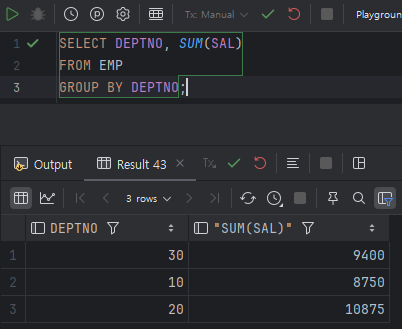 Tx: Manual
Playgroun
1 SELECT DEPTNO, SUM(SAL)
2 FROM EMP
3 GROUP BY DEPTNO;
Output Result 43 × Tx
3 rows
DEPTNO "SUM(SAL)"
1 30 9400
2 10 8750
3 20 10875